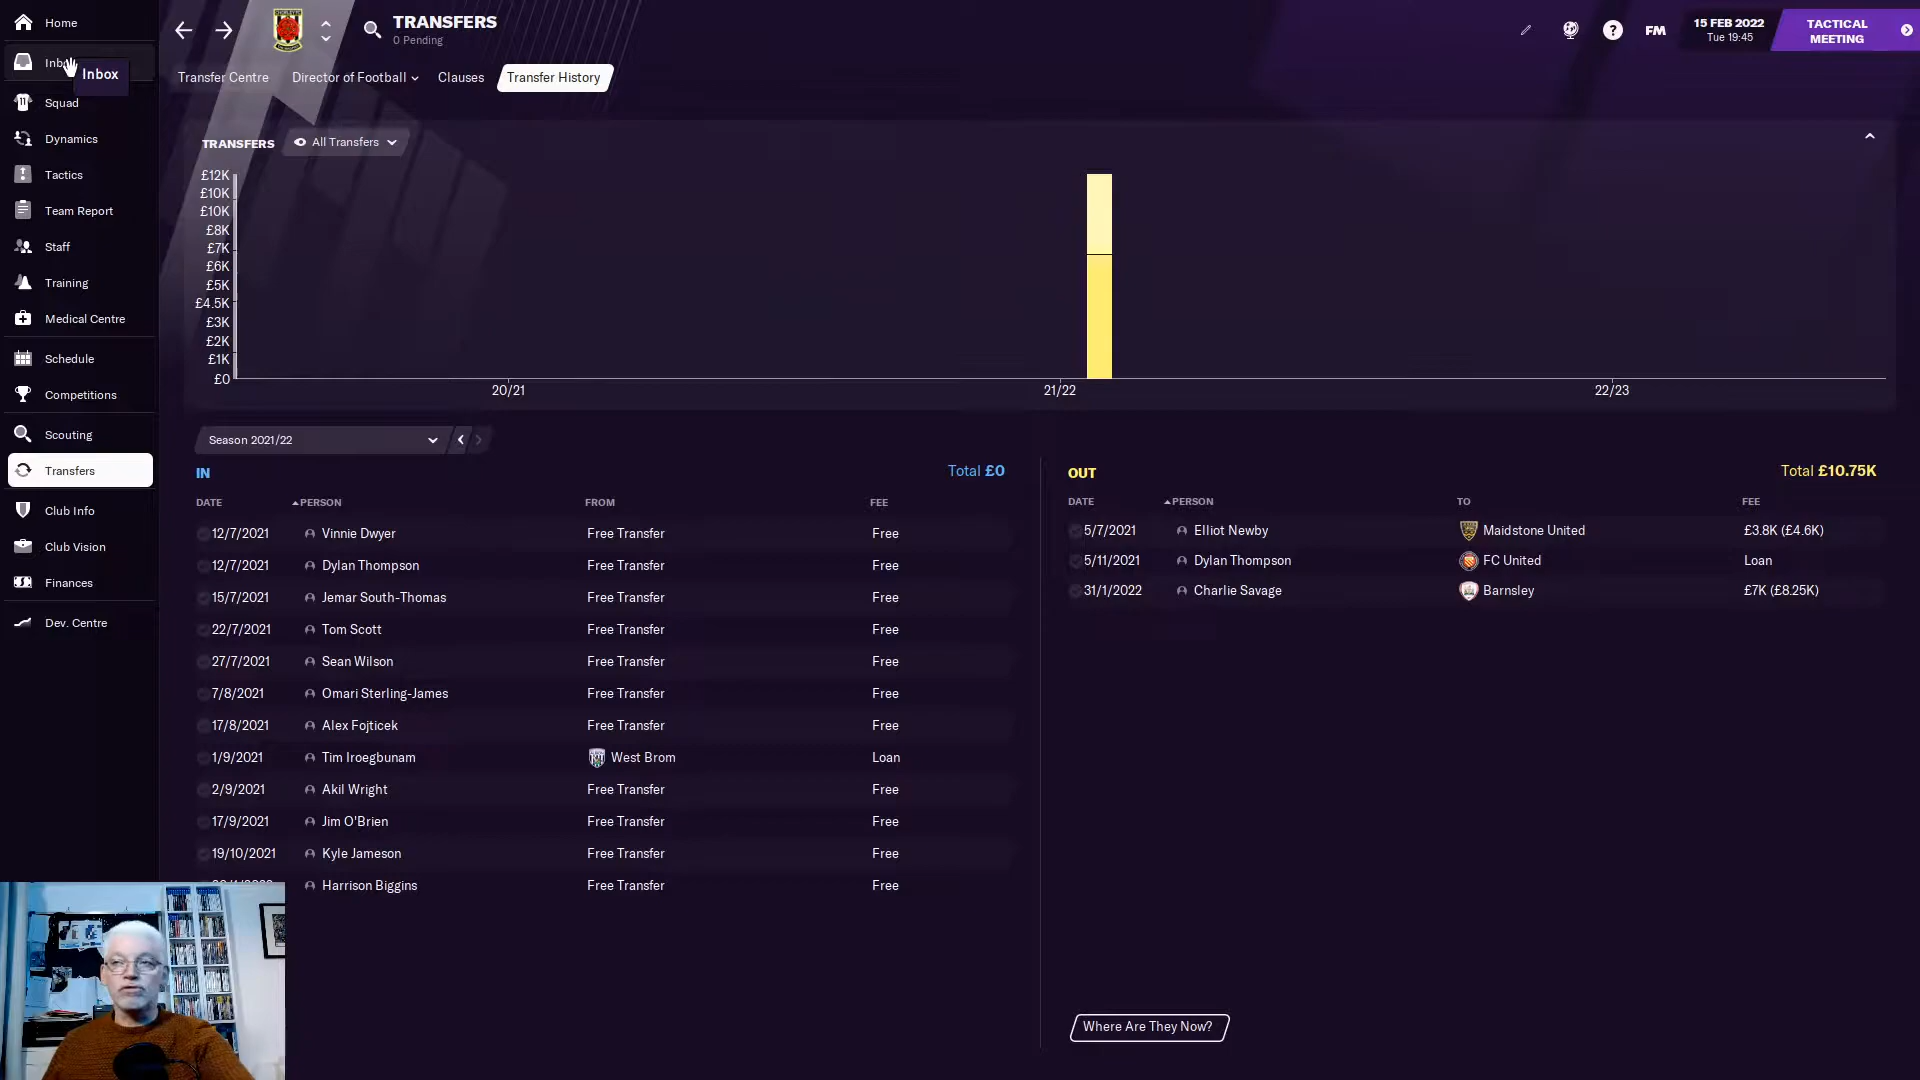 Home
Inbox
Inbox
Squad
Dynamics
Tactics
Team Report
Staff
Training
Medical Centre
Schedule
Competitions
Scouting
Transfers
Club Info
Club Vision
Finances
Dev. Centre
TRANSFERS
0 Pending
FM
15 FEB 2022
Tue 19:45
TACTICAL
MEETING
Transfer Centre
Director of Football
Clauses
Transfer History
TRANSFERS
All Transfers
£12K
£10K
£10K
£8K
£7K
£6K
£5K
£4.5K
£3K
£2K
£1K
£0
20/21 21/22 22/23
Season 2021/22
IN Total £0
DATE PERSON FROM FEE
12/7/2021 Vinnie Dwyer Free Transfer Free
12/7/2021 Dylan Thompson Free Transfer Free
15/7/2021 Jemar South-Thomas Free Transfer Free
22/7/2021 Tom Scott Free Transfer Free
27/7/2021 Sean Wilson Free Transfer Free
7/8/2021 Omari Sterling-James Free Transfer Free
17/8/2021 Alex Fojticek Free Transfer Free
1/9/2021 Tim Iroegbunam West Brom Loan
2/9/2021 Akil Wright Free Transfer Free
17/9/2021 Jim O'Brien Free Transfer Free
19/10/2021 Kyle Jameson Free Transfer Free
Harrison Biggins Free Transfer Free
OUT Total £10.75K
DATE PERSON TO FEE
5/7/2021 Elliot Newby Maidstone United £3.8K (£4.6K)
5/11/2021 Dylan Thompson FC United Loan
31/1/2022 Charlie Savage Barnsley £7K (£8.25K)
Where Are They Now?